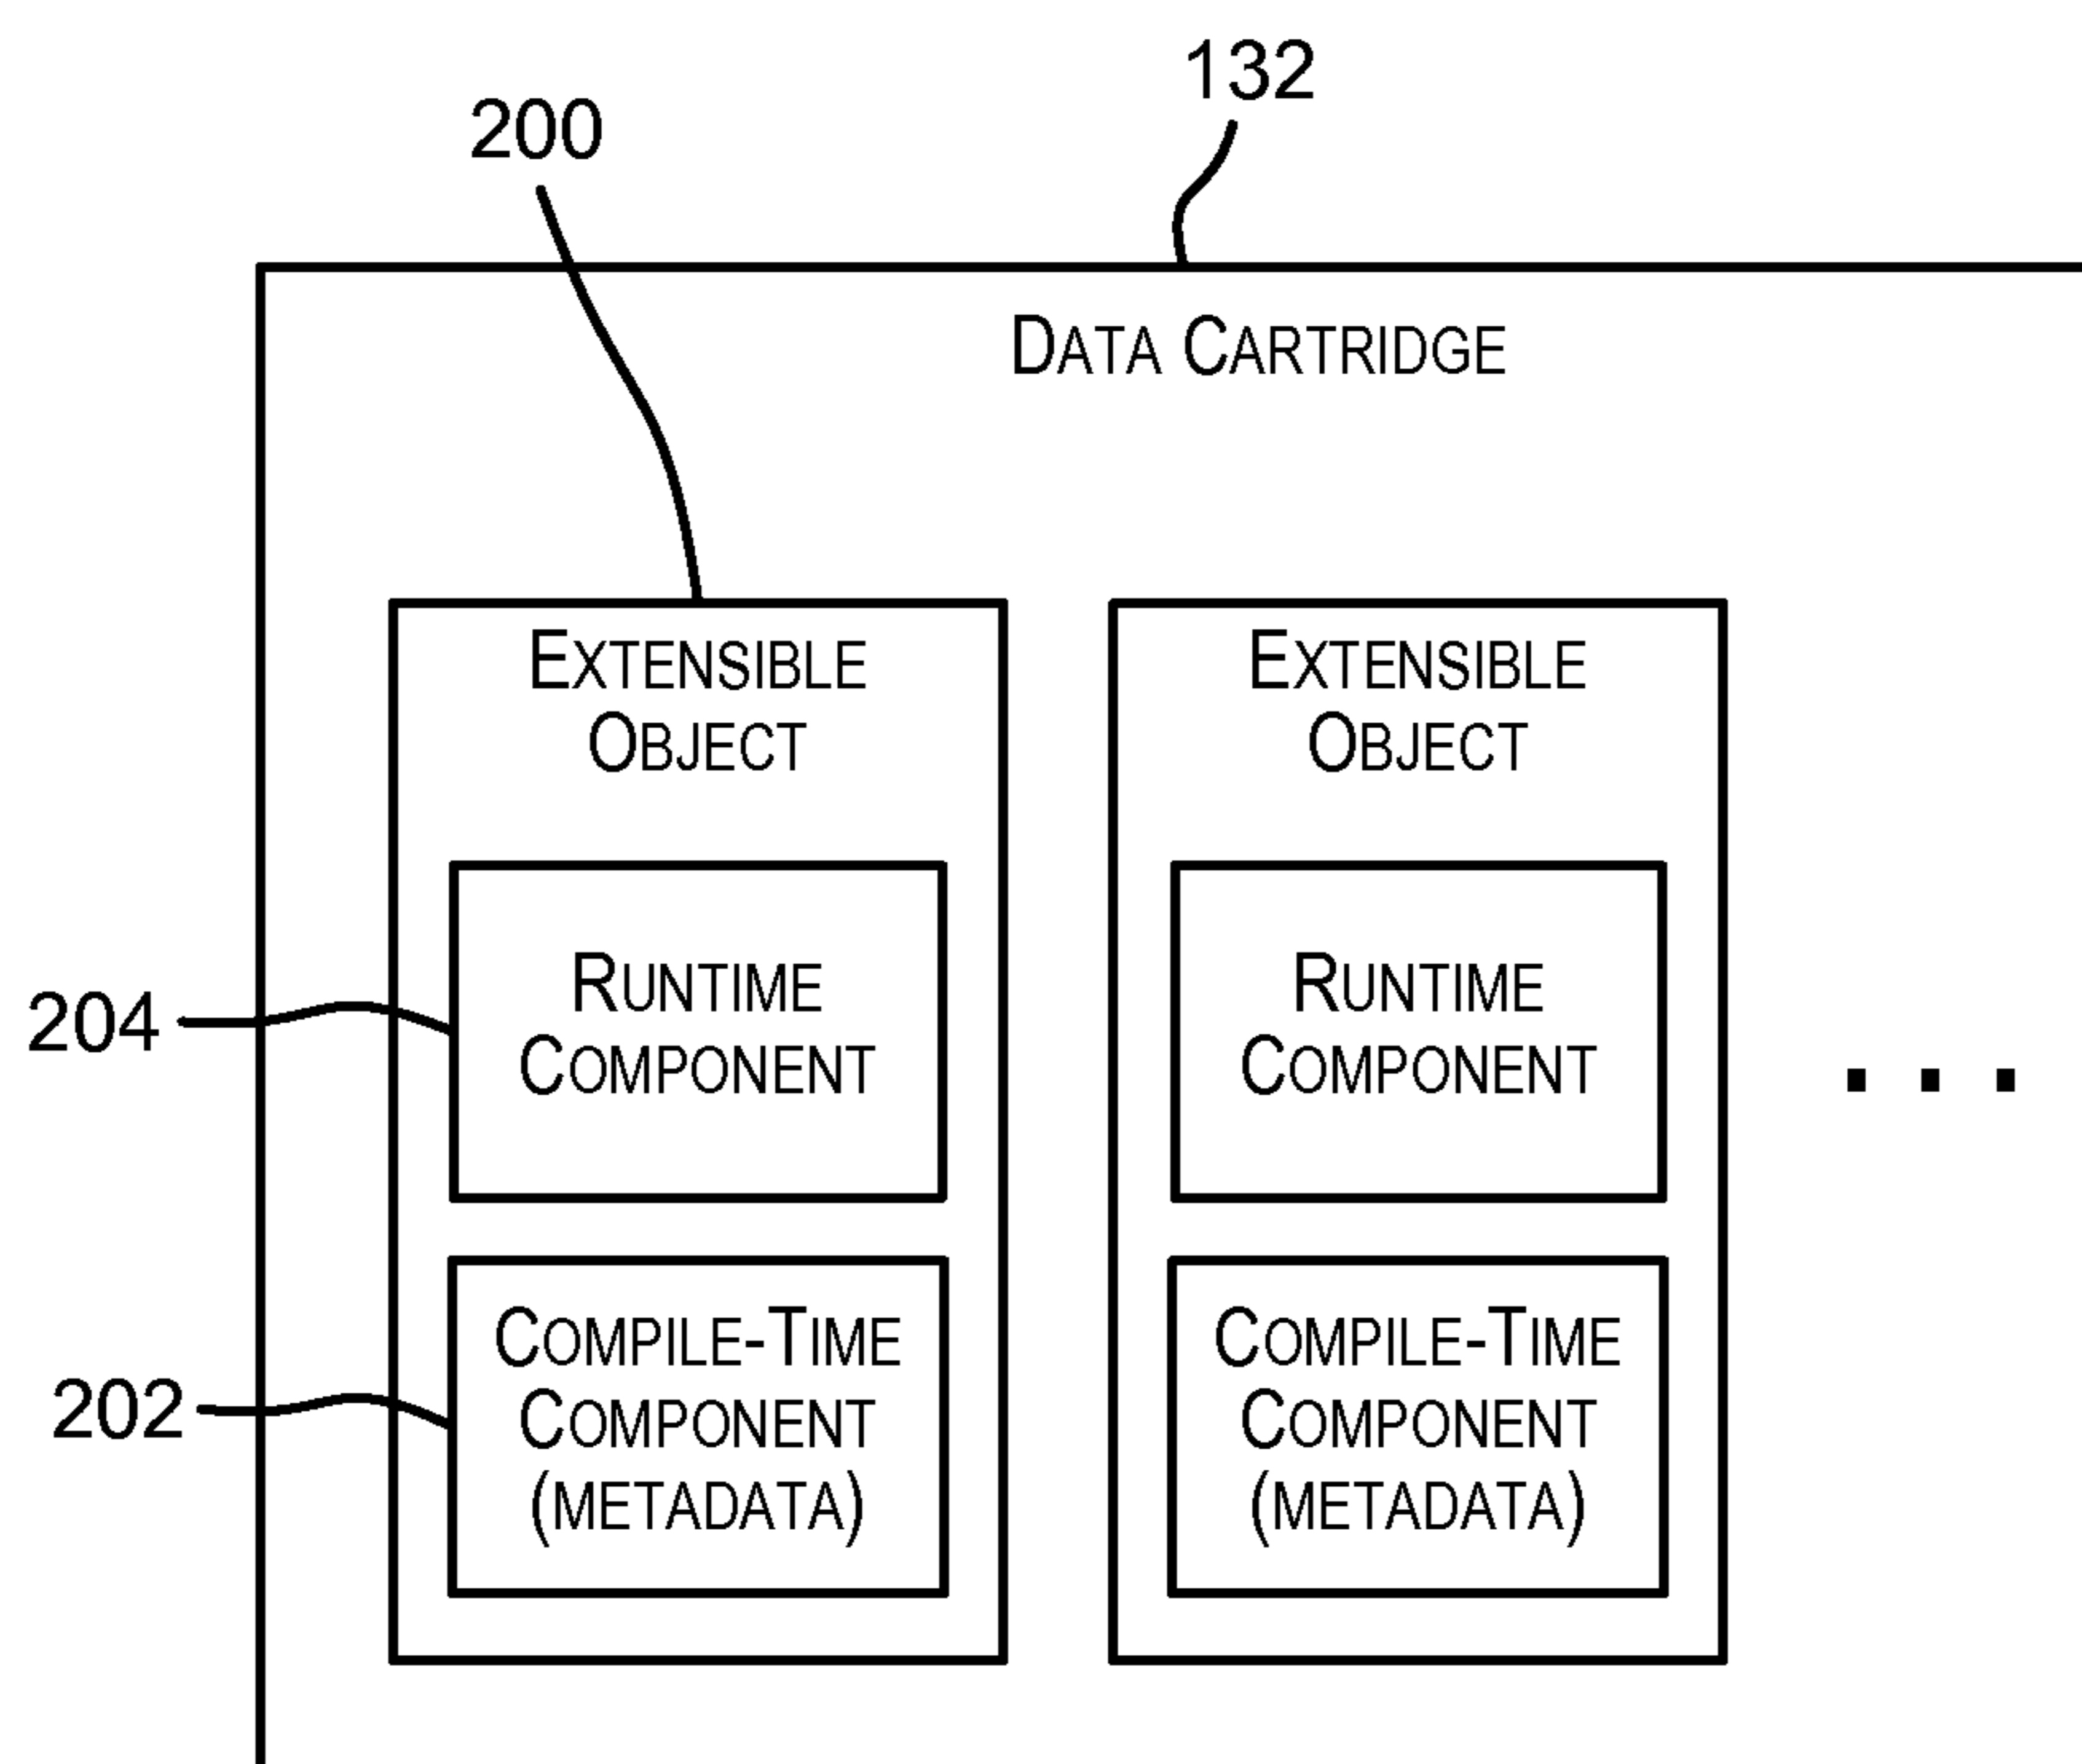 132
200
DATA CARTRIDGE
EXTENSIBLE
OBJECT
EXTENSIBLE
OBJECT
204
RUNTIME
COMPONENT
RUNTIME
COMPONENT
. . .
202
COMPILE-TIME
COMPONENT
(METADATA)
COMPILE-TIME
COMPONENT
(METADATA)